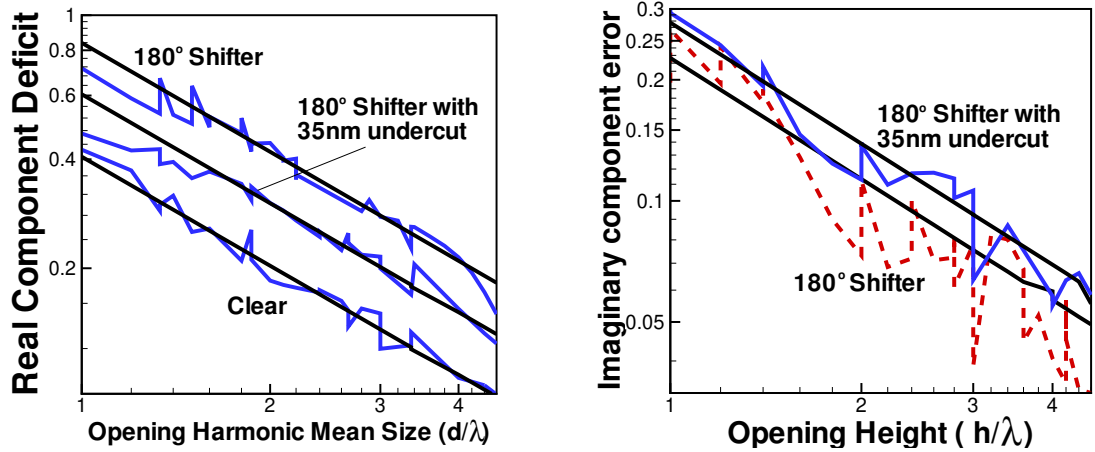 Real Component Deficit
1
0.8
0.6
0.4
0.2
180° Shifter
180° Shifter with
35nm undercut
Clear
1
2
3
4
Opening Harmonic Mean Size (d/λ)
Imaginary component error
0.3
0.25
0.2
0.15
0.1
0.05
180° Shifter with
35nm undercut
180° Shifter
1
2
3
4
Opening Height ( h/λ)